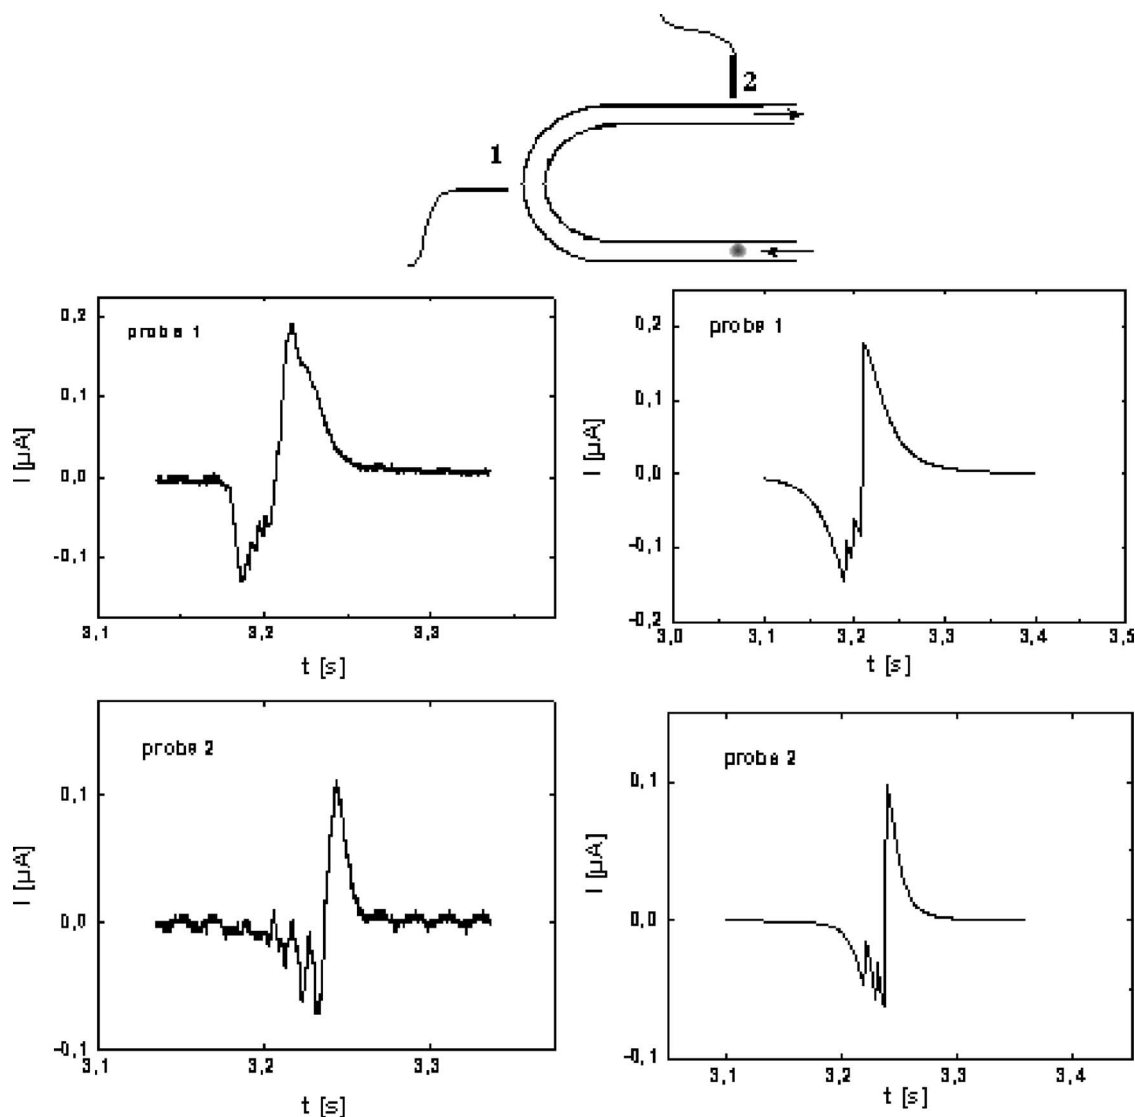 2
1
probe 1
0,2
0,1
0,0
-0,1
I [µA]
3,1
3,2
3,3
t [s]
probe 1
0,2
0,1
0,0
-0,1
-0,2
I [µA]
3,0
3,1
3,2
3,3
3,4
3,5
t [s]
probe 2
0,1
0,0
-0,1
I [µA]
3,1
3,2
3,3
t [s]
probe 2
0,1
0,0
-0,1
I [µA]
3,1
3,2
3,3
3,4
t [s]